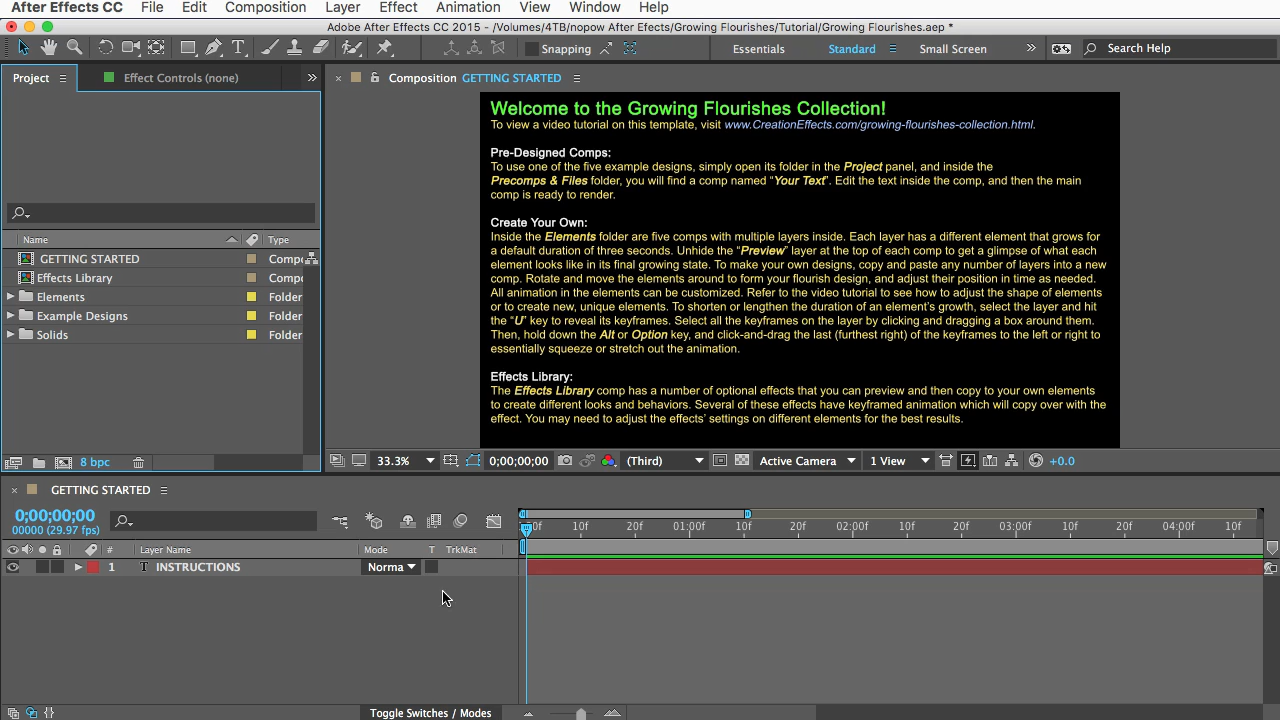 After Effects CC File Edit Composition Layer Effect Animation View Window Help
Adobe After Effects CC 2015 - /Volumes/4TB/nopow After Efects/Growing Flourishes/Tutorial/Growing Flourishes.aep *
T Snapping Essentials Standard Small Screen » Search Help
Project Effect Controls (none) »
× Composition GETTING STARTED
Welcome to the Growing Flourishes Collection!
To view a video tutorial on this template, visit www.CreationEffects.com/growing-flourishes-collection.html.
Pre-Designed Comps:
To use one of the five example designs, simply open its folder in the Project panel, and inside the
Precomps & Files folder, you will find a comp named “Your Text”. Edit the text inside the comp, and then the main
comp is ready to render.
Create Your Own:
Inside the Elements folder are five comps with multiple layers inside. Each layer has a different element that grows for
a default duration of three seconds. Unhide the “Preview” layer at the top of each comp to get a glimpse of what each
element looks like in its final growing state. To make your own designs, copy and paste any number of layers into a new
comp. Rotate and move the elements around to form your flourish design, and adjust their position in time as needed.
All animation in the elements can be customized. Refer to the video tutorial to see how to adjust the shape of elements
or to create new, unique elements. To shorten or lengthen the duration of an element’s growth, select the layer and hit
the “U” key to reveal its keyframes. Select all the keyframes on the layer by clicking and dragging a box around them.
Then, hold down the Alt or Option key, and click-and-drag the last (furthest right) of the keyframes to the left or right to
essentially squeeze or stretch out the animation.
Effects Library:
The Effects Library comp has a number of optional effects that you can preview and then copy to your own elements
to create different looks and behaviors. Several of these effects have keyframed animation which will copy over with the
effect. You may need to adjust the effects’ settings on different elements for the best results.
Name Type
GETTING STARTED Compo
Effects Library Compo
Elements Folder
Example Designs Folder
Solids Folder
8 bpc
33.3% 0;00;00;00 (Third) Active Camera 1 View +0.0
× GETTING STARTED
0;00;00;00
00000 (29.97 fps)
00f 10f 20f 01:00f 10f 20f 02:00f 10f 20f 03:00f 10f 20f 04:00f 10f
# Layer Name Mode T TrkMat
1 T INSTRUCTIONS Norma
Toggle Switches / Modes